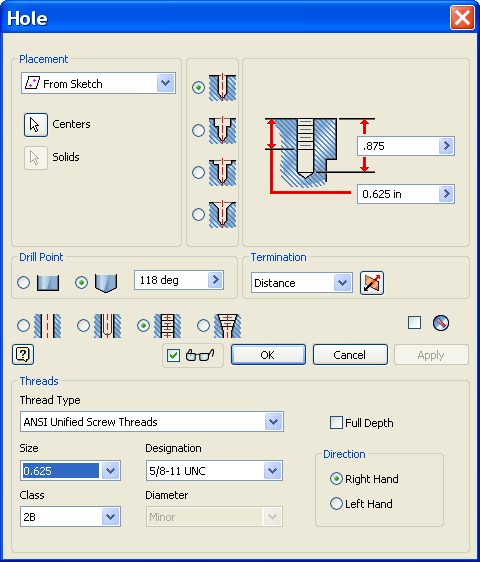 Hole
Placement
From Sketch
Centers
Solids
.875
0.625 in
Drill Point
118 deg
Termination
Distance
OK
Cancel
Apply
Threads
Thread Type
ANSI Unified Screw Threads
Full Depth
Size
Designation
0.625
5/8-11 UNC
Direction
Right Hand
Left Hand
Class
Diameter
2B
Minor